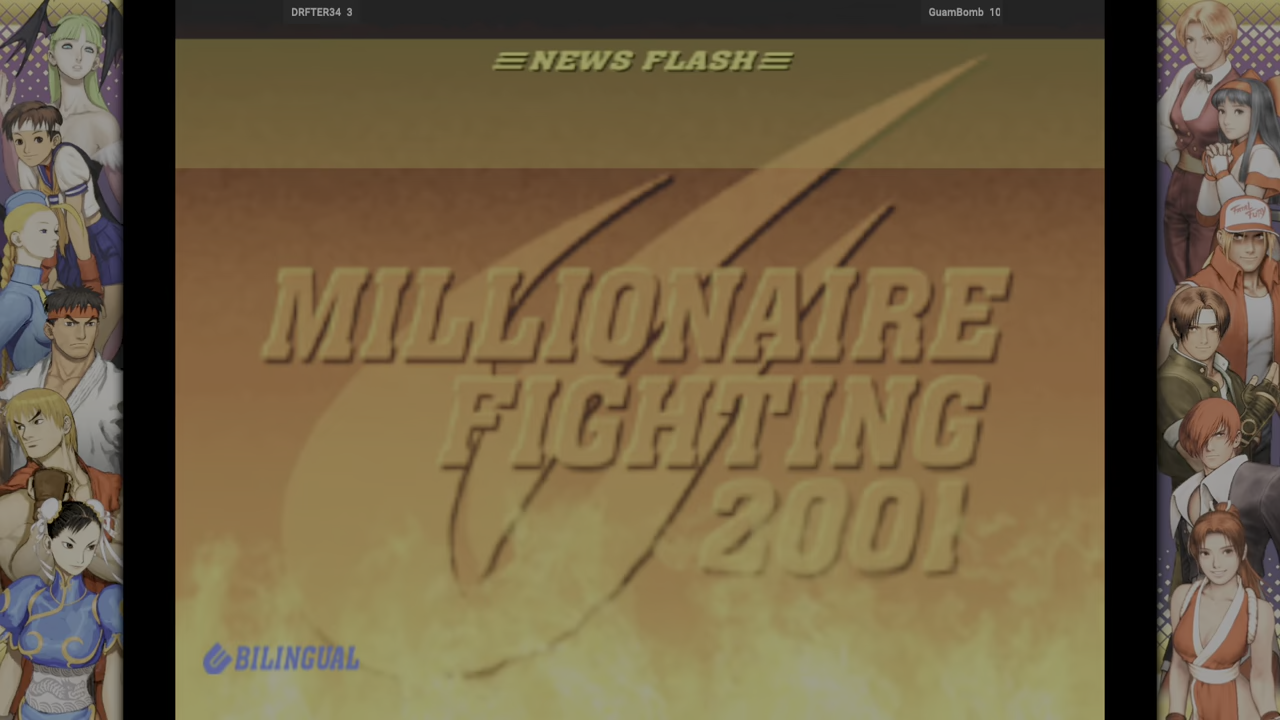 DRFTER34 3
GuamBomb 10
NEWS FLASH
MILLIONAIRE
FIGHTING
2001
BILINGUAL